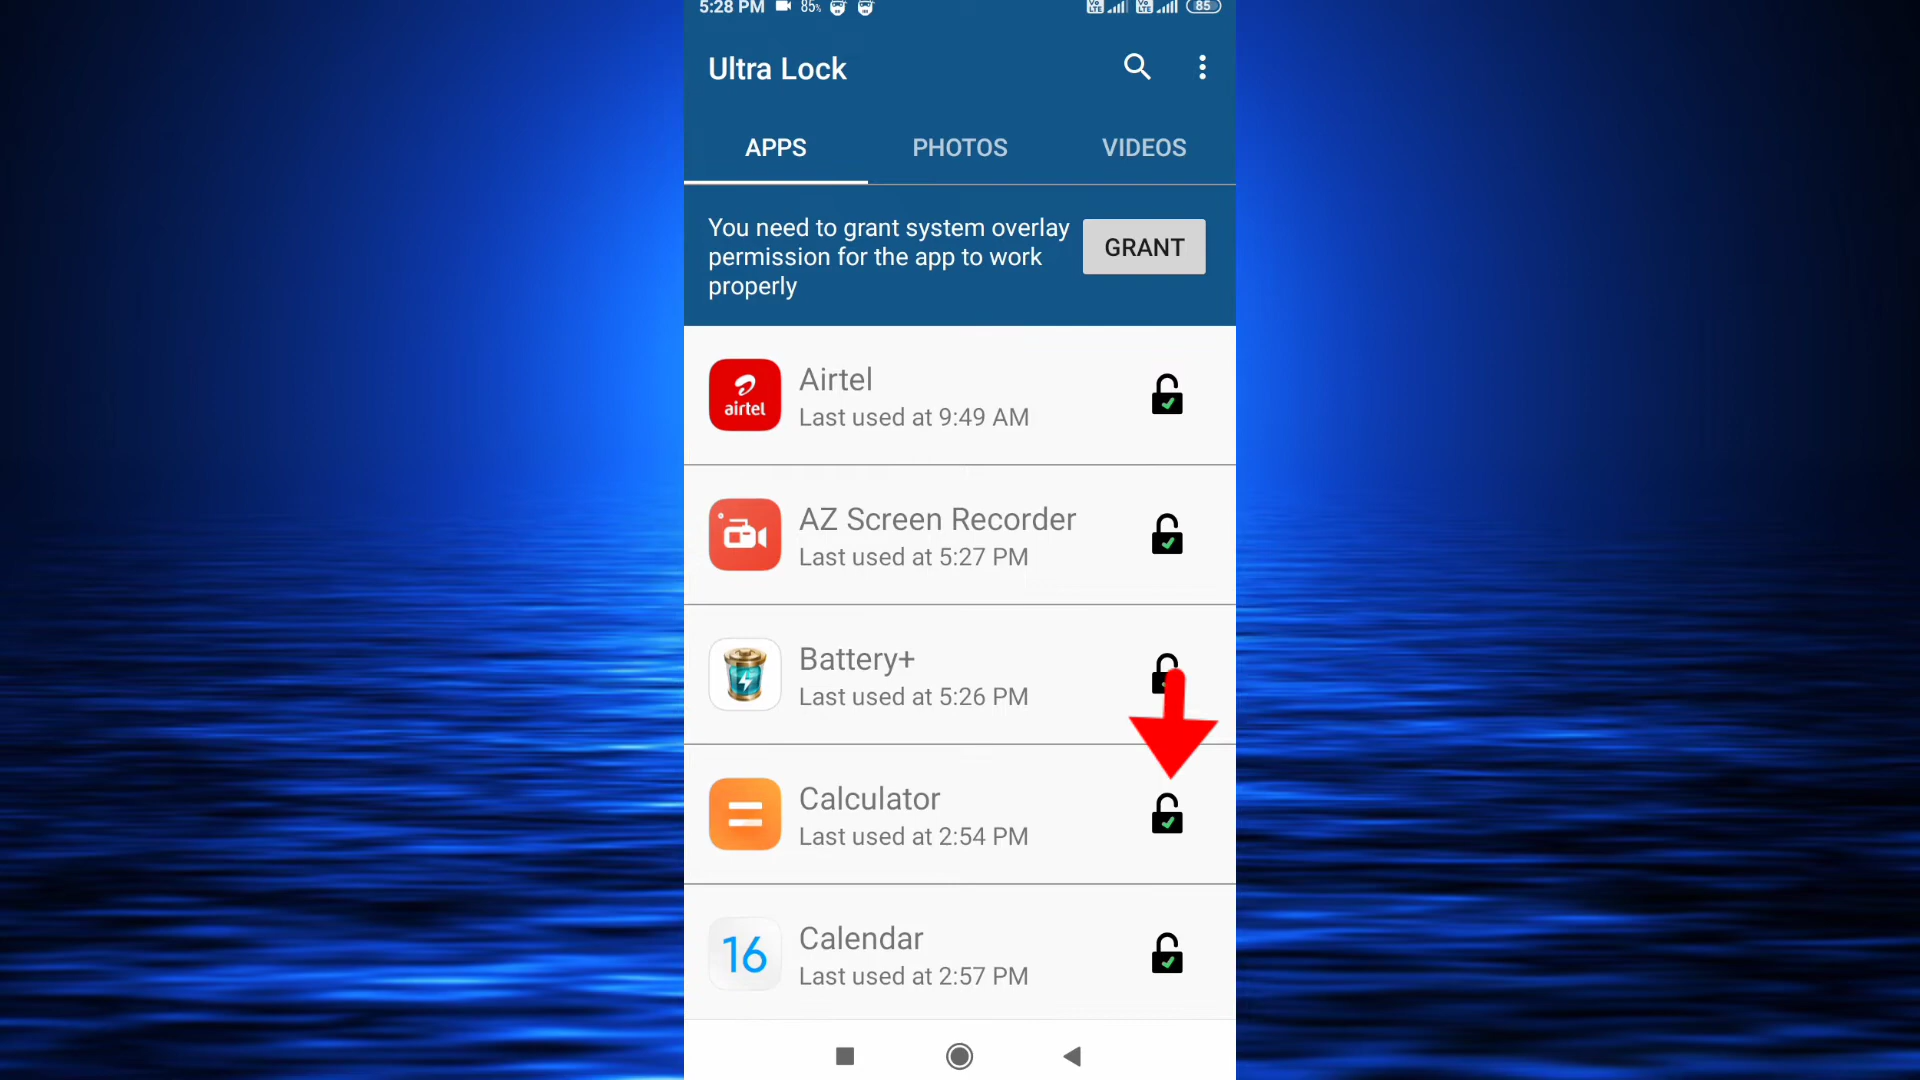 5:28 PM 85% VoLTE VoLTE 85
Ultra Lock
APPS PHOTOS VIDEOS
You need to grant system overlay
permission for the app to work
properly
GRANT
airtel
Airtel
Last used at 9:49 AM
AZ Screen Recorder
Last used at 5:27 PM
Battery+
Last used at 5:26 PM
Calculator
Last used at 2:54 PM
16
Calendar
Last used at 2:57 PM